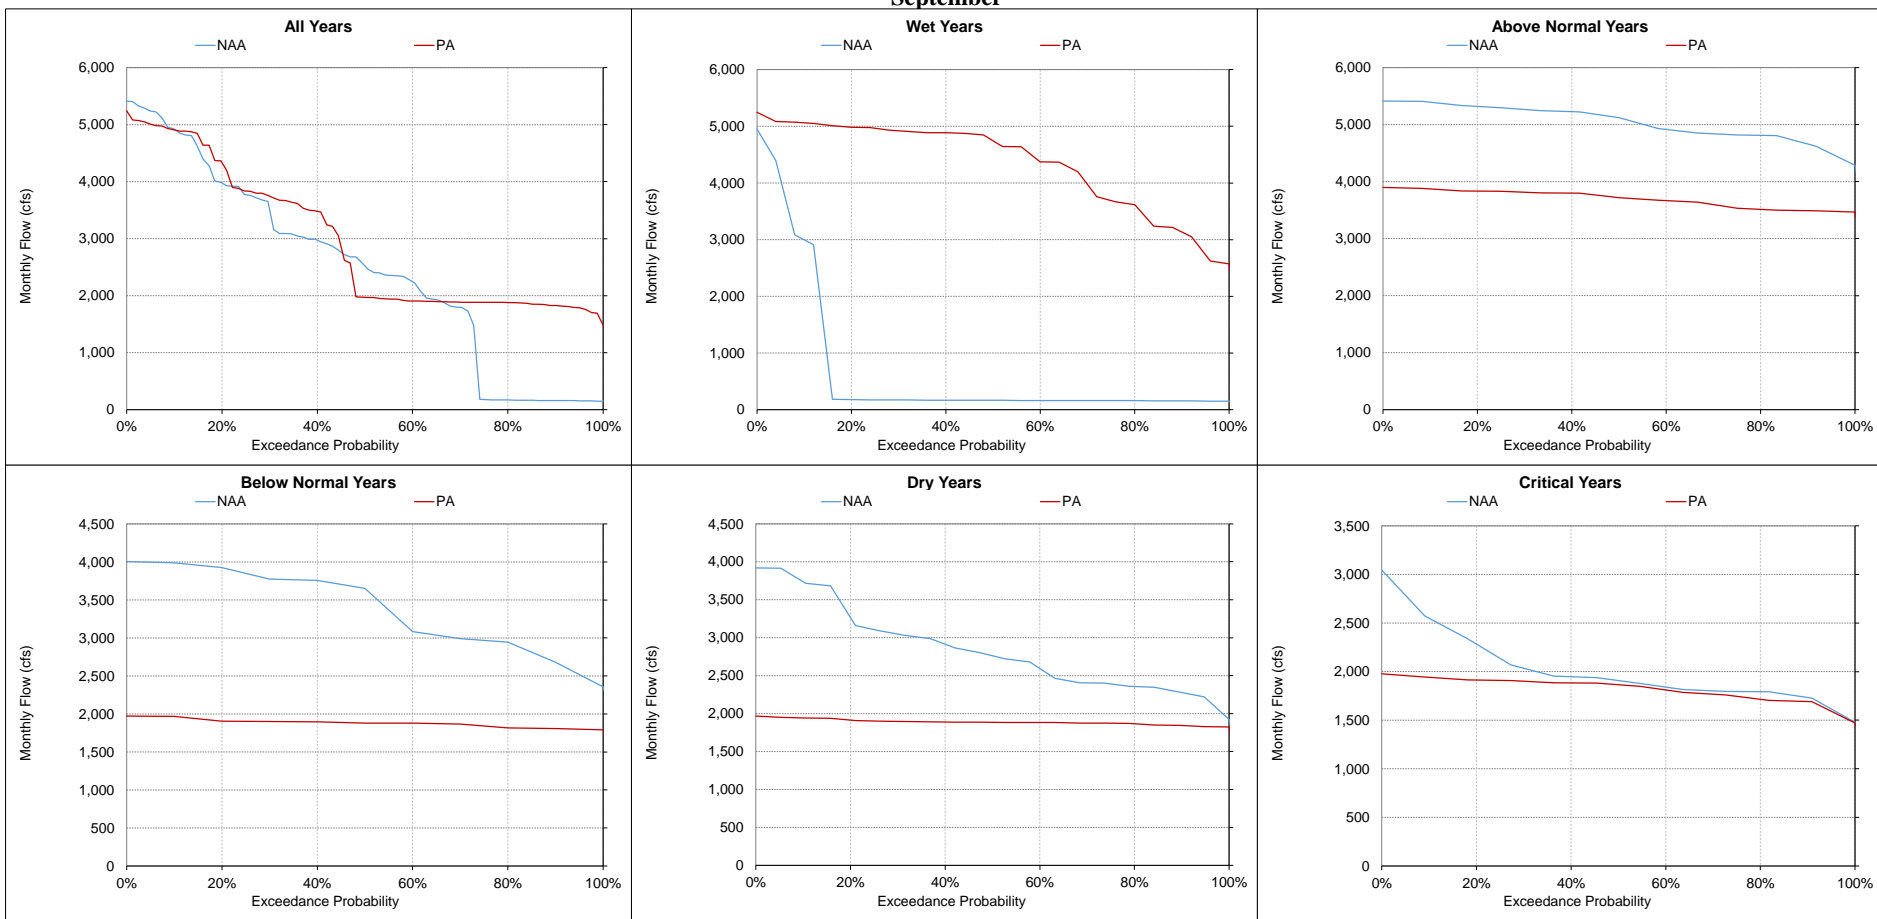 September
All Years
NAA PA
6,000
5,000
4,000
3,000
2,000
1,000
0
Monthly Flow (cfs)
0% 20% 40% 60% 80% 100%
Exceedance Probability
Wet Years
NAA PA
6,000
5,000
4,000
3,000
2,000
1,000
0
Monthly Flow (cfs)
0% 20% 40% 60% 80% 100%
Exceedance Probability
Above Normal Years
NAA PA
6,000
5,000
4,000
3,000
2,000
1,000
0
Monthly Flow (cfs)
0% 20% 40% 60% 80% 100%
Exceedance Probability
Below Normal Years
NAA PA
4,500
4,000
3,500
3,000
2,500
2,000
1,500
1,000
500
0
Monthly Flow (cfs)
0% 20% 40% 60% 80% 100%
Exceedance Probability
Dry Years
NAA PA
4,500
4,000
3,500
3,000
2,500
2,000
1,500
1,000
500
0
Monthly Flow (cfs)
0% 20% 40% 60% 80% 100%
Exceedance Probability
Critical Years
NAA PA
3,500
3,000
2,500
2,000
1,500
1,000
500
0
Monthly Flow (cfs)
0% 20% 40% 60% 80% 100%
Exceedance Probability